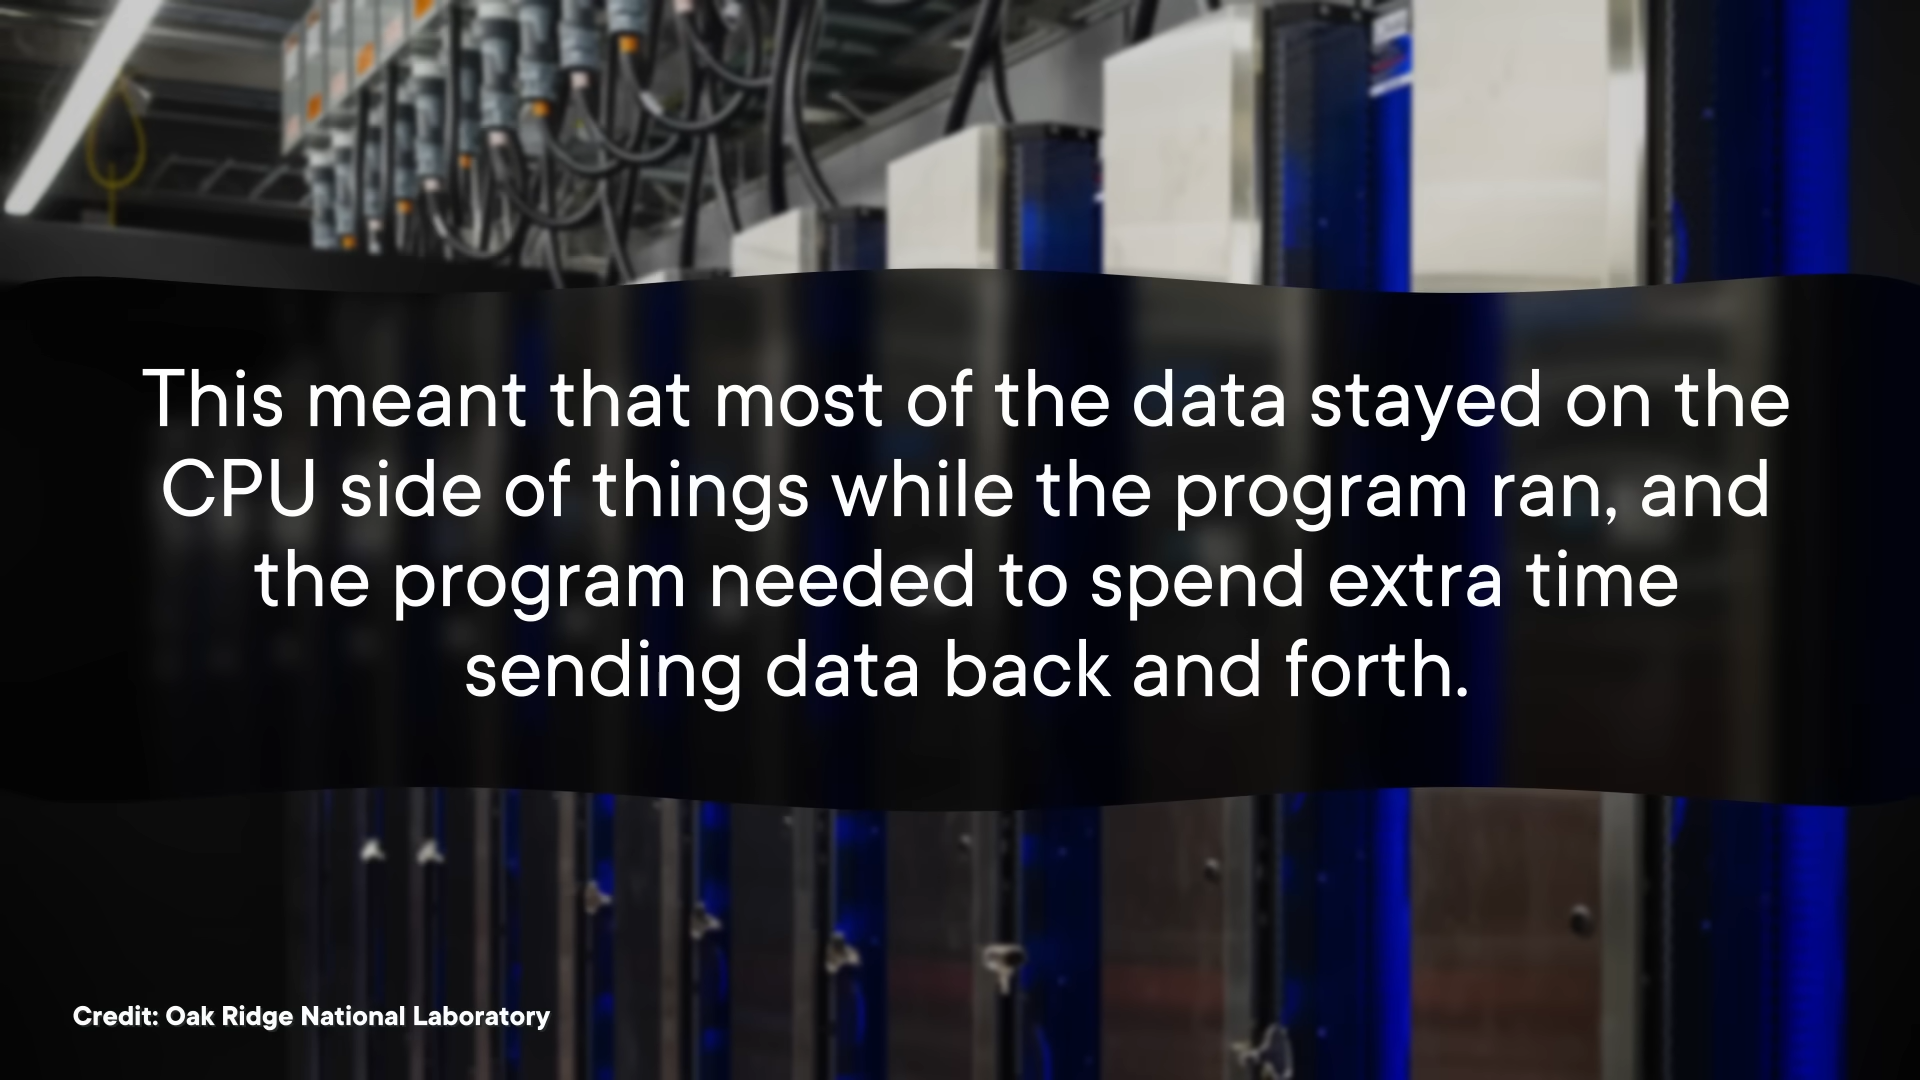 This meant that most of the data stayed on the
CPU side of things while the program ran, and
the program needed to spend extra time
sending data back and forth.
Credit: Oak Ridge National Laboratory